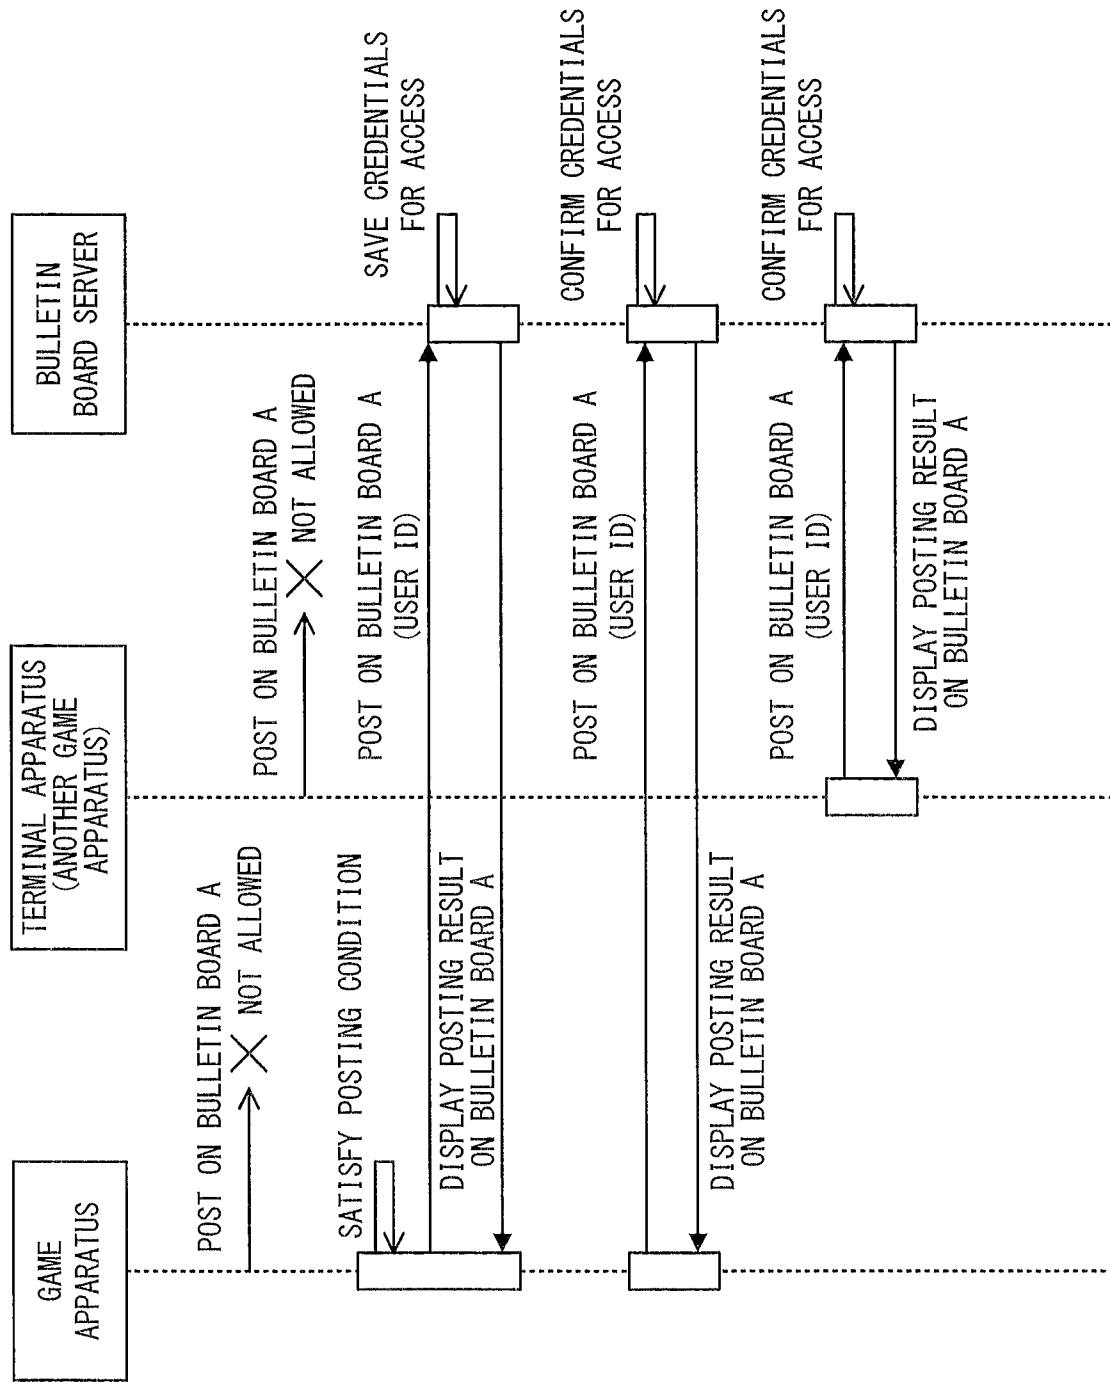 GAME
APPARATUS
TERMINAL APPARATUS
(ANOTHER GAME
APPARATUS)
BULLETIN
BOARD SERVER
POST ON BULLETIN BOARD A
NOT ALLOWED
POST ON BULLETIN BOARD A
NOT ALLOWED
SATISFY POSTING CONDITION
POST ON BULLETIN BOARD A
(USER ID)
SAVE CREDENTIALS
FOR ACCESS
DISPLAY POSTING RESULT
ON BULLETIN BOARD A
POST ON BULLETIN BOARD A
(USER ID)
CONFIRM CREDENTIALS
FOR ACCESS
DISPLAY POSTING RESULT
ON BULLETIN BOARD A
POST ON BULLETIN BOARD A
(USER ID)
CONFIRM CREDENTIALS
FOR ACCESS
DISPLAY POSTING RESULT
ON BULLETIN BOARD A